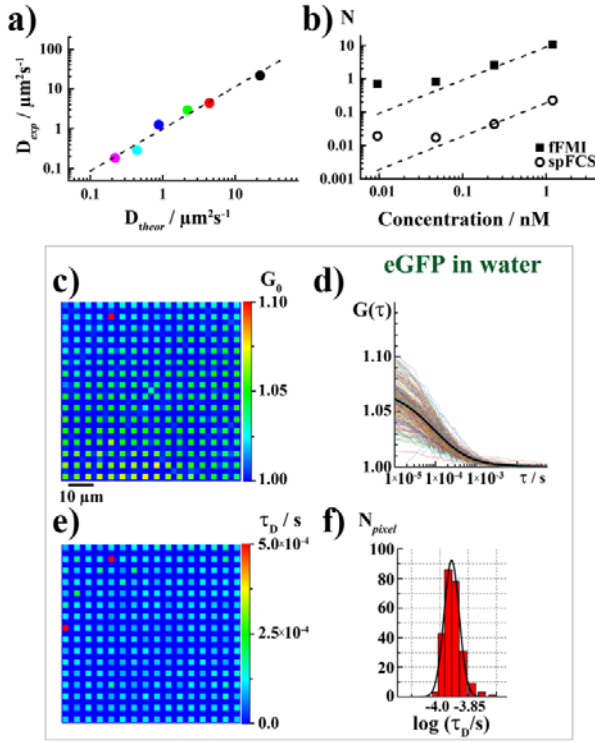 a)
D_exp / µm²s⁻¹
100
10
1
0.1
0.1 1 10
D_theor / µm²s⁻¹
b)
N
100
10
1
0.1
0.01
0.001
0.01 0.1 1
Concentration / nM
fFMI
spFCS
eGFP in water
c)
G₀
1.10
1.05
1.00
10 µm
d)
G(τ)
1.10
1.05
1.00
1×10⁻⁵ 1×10⁻⁴ 1×10⁻³ τ / s
e)
τ_D / s
5.0×10⁻⁴
2.5×10⁻⁴
0.0
f)
N_pixel
100
80
60
40
20
0
-4.0 -3.85
log (τ_D/s)